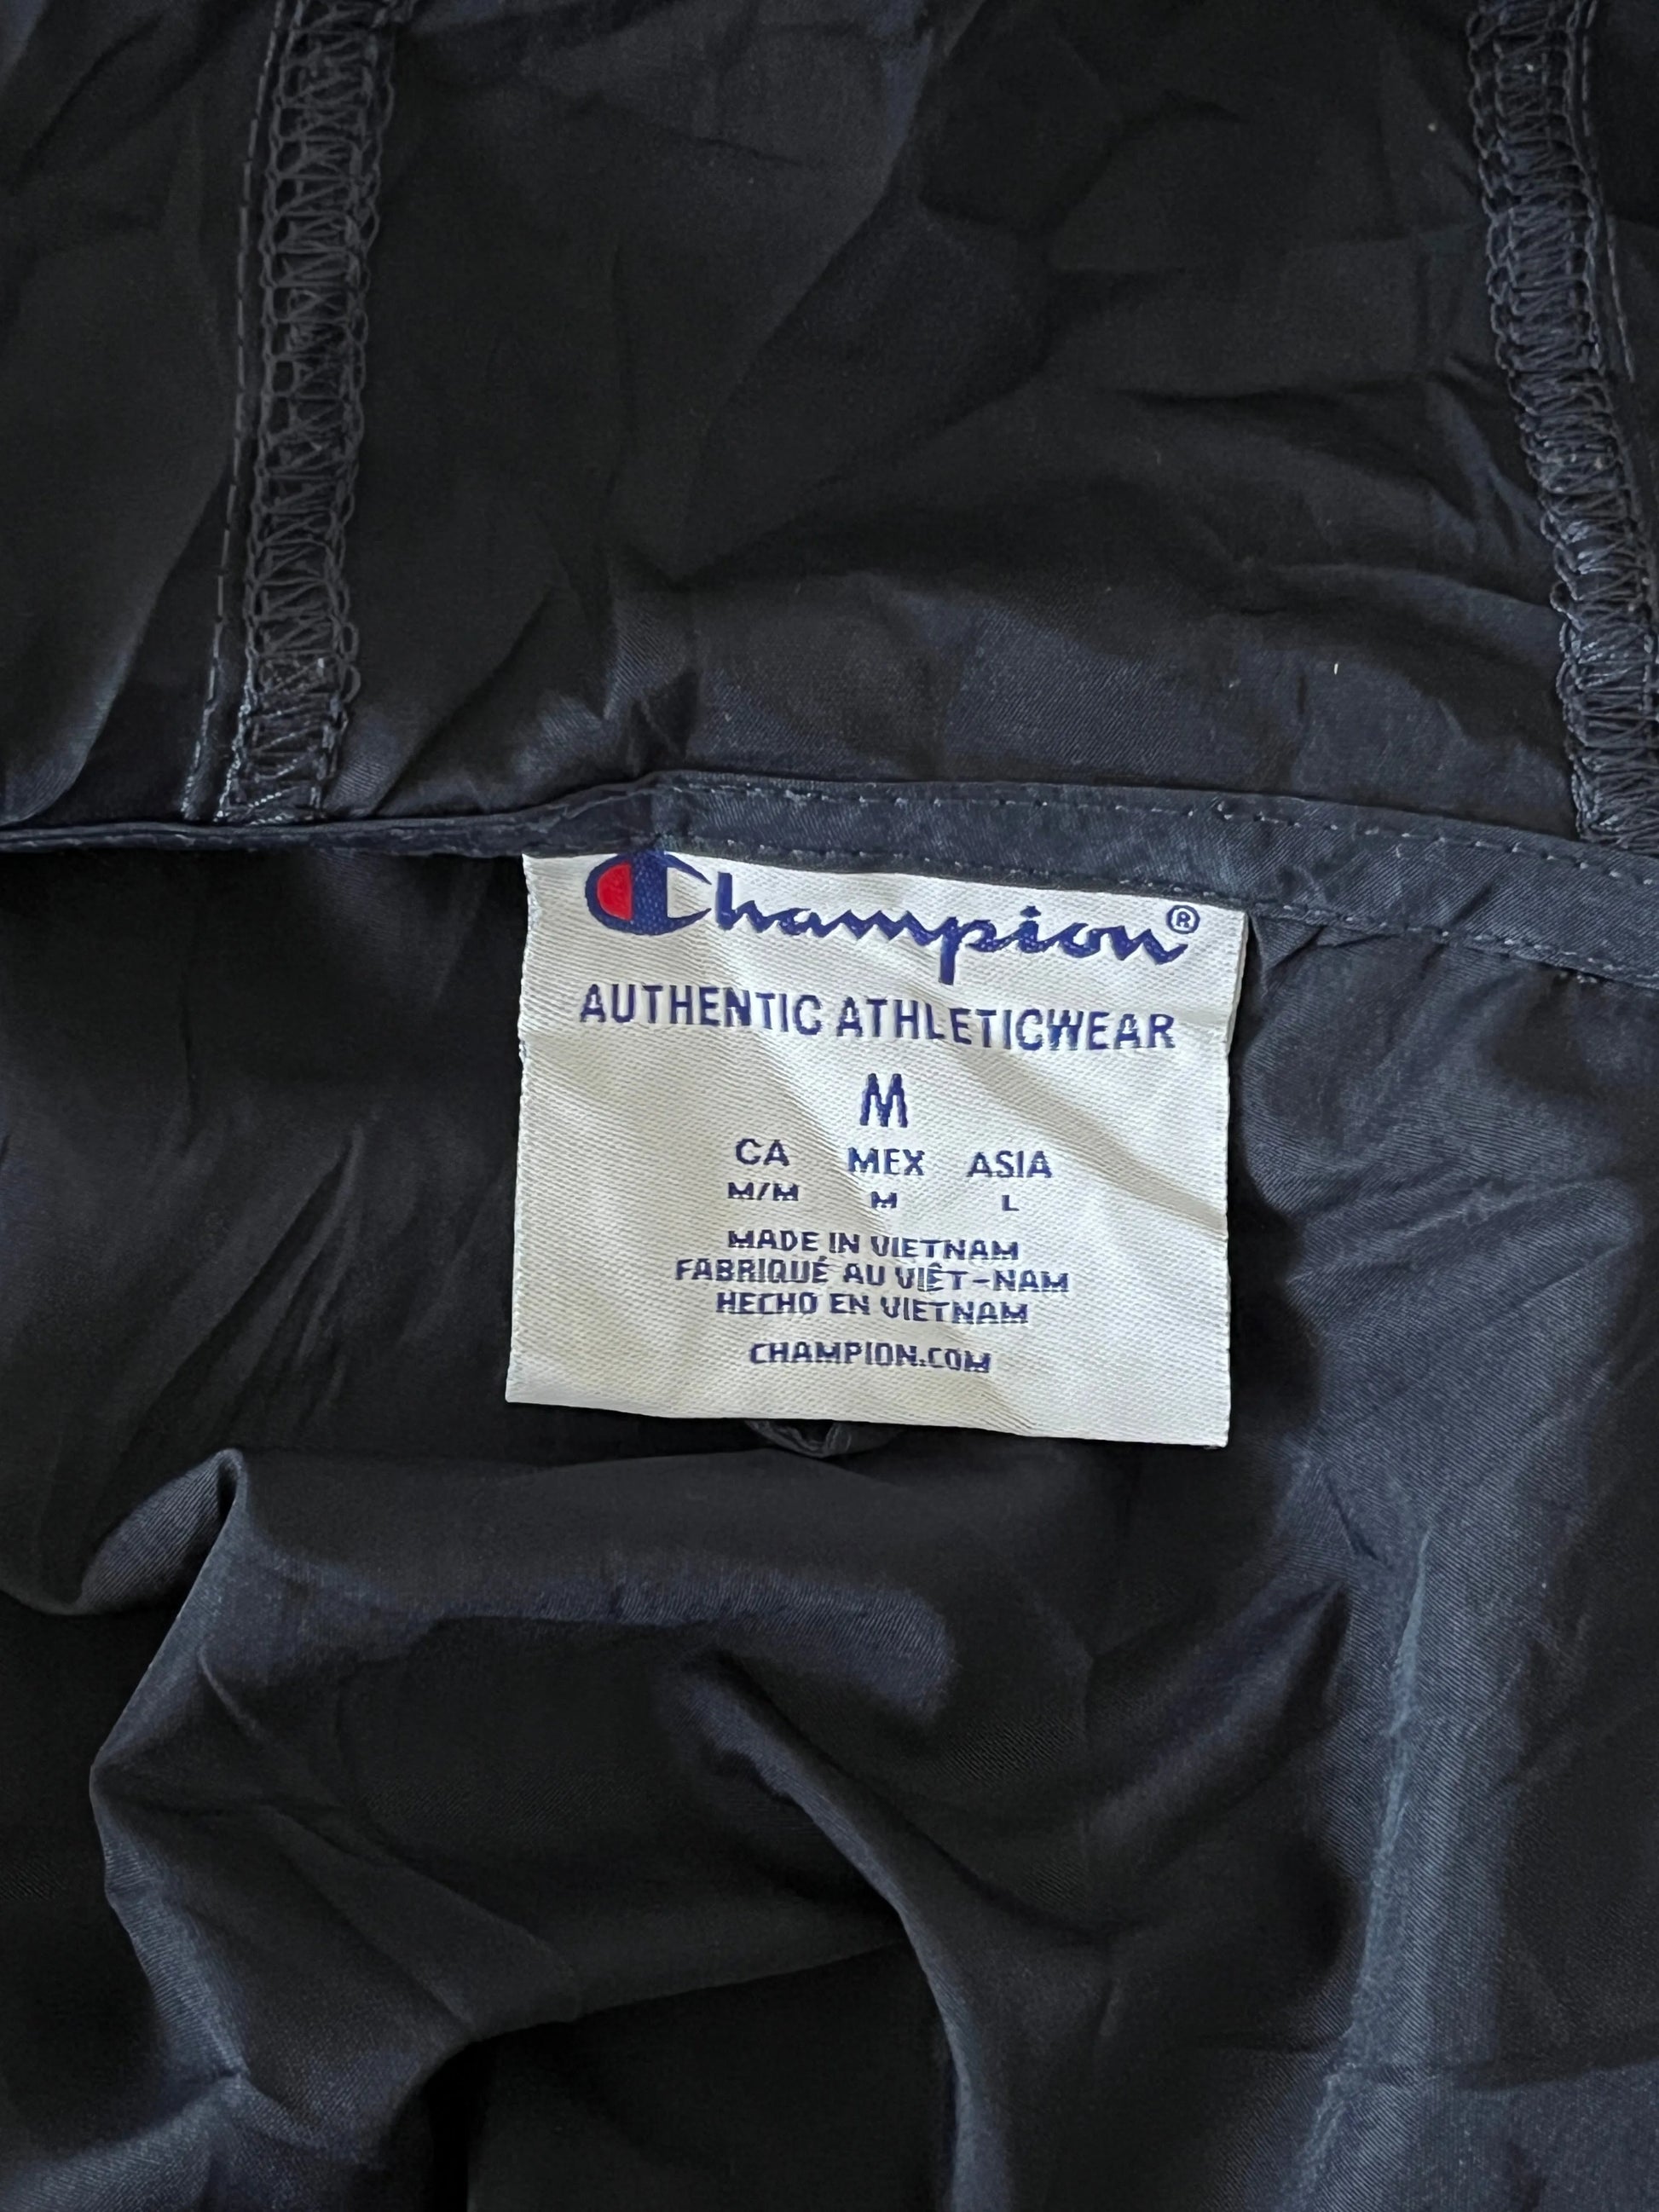 Champion®
AUTHENTIC ATHLETICWEAR
M
CA MEX ASIA
M/M M L
MADE IN VIETNAM
FABRIQUÉ AU VIÊT-NAM
HECHO EN VIETNAM
CHAMPION.COM